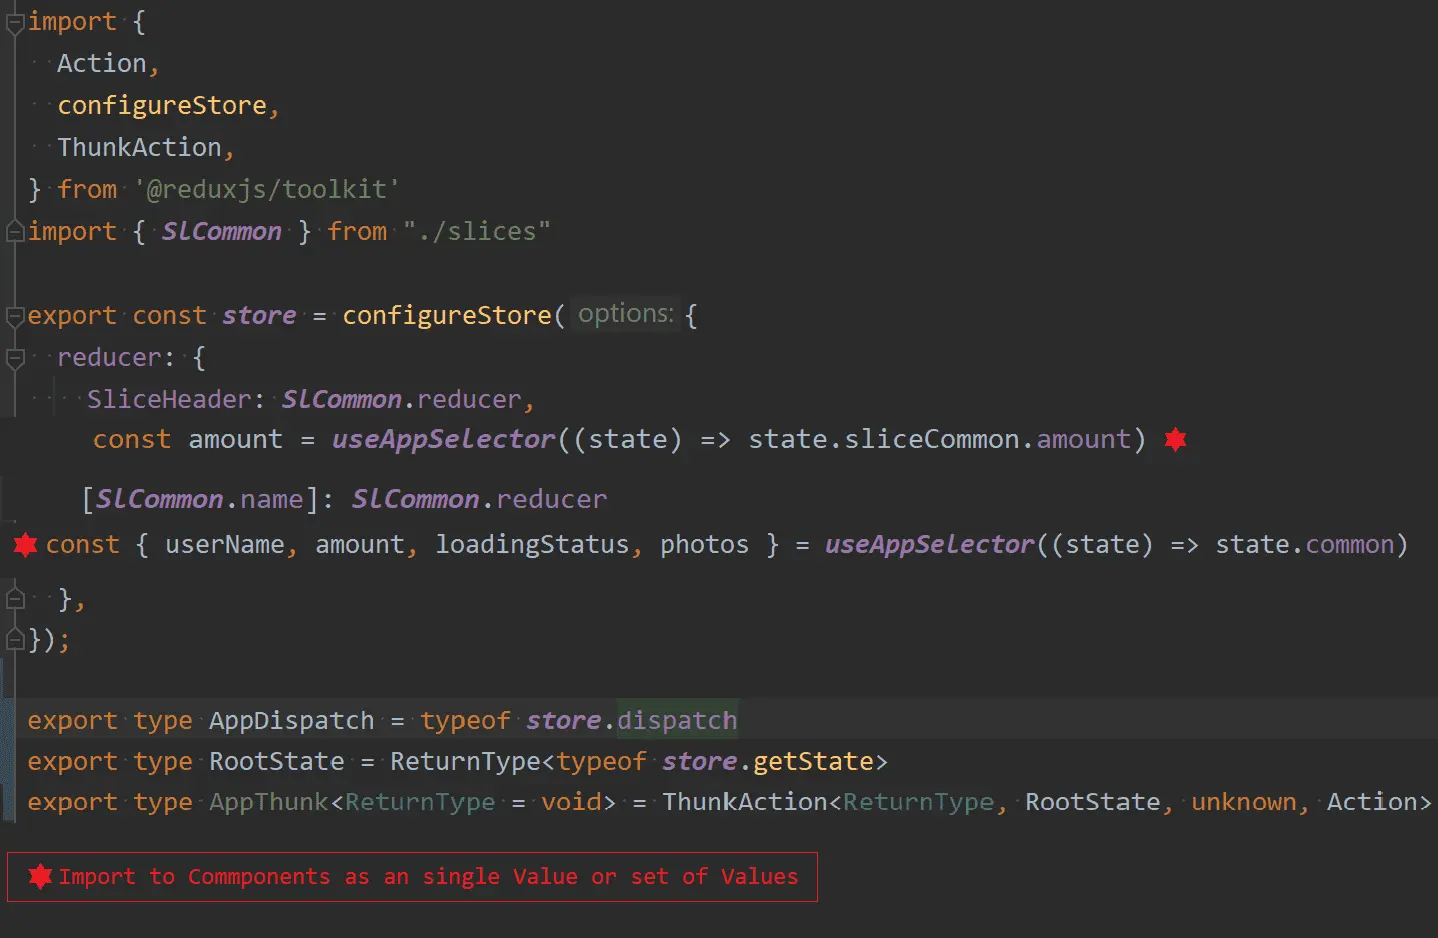 import {
Action,
configureStore,
ThunkAction,
} from '@reduxjs/toolkit'
import { SlCommon } from "./slices"
export const store = configureStore( options: {
reducer: {
SliceHeader: SlCommon.reducer,
const amount = useAppSelector((state) => state.sliceCommon.amount)
[SlCommon.name]: SlCommon.reducer
const { userName, amount, loadingStatus, photos } = useAppSelector((state) => state.common)
},
});
export type AppDispatch = typeof store.dispatch
export type RootState = ReturnType<typeof store.getState>
export type AppThunk<ReturnType = void> = ThunkAction<ReturnType, RootState, unknown, Action>
Import to Commponents as an single Value or set of Values